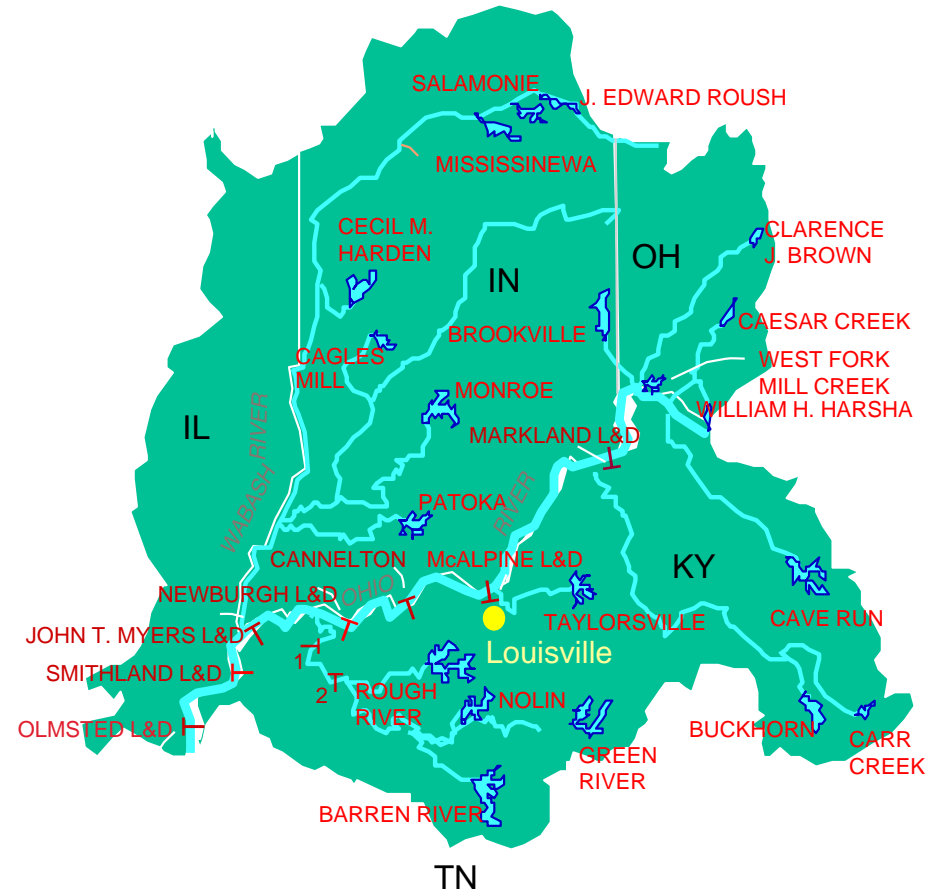 SALAMONIE
J. EDWARD ROUSH
MISSISSINEWA
CECIL M.
HARDEN
CLARENCE
J. BROWN
OH
IN
CAESAR CREEK
BROOKVILLE
CAGLES
MILL
WEST FORK
MILL CREEK
MONROE
WILLIAM H. HARSHA
IL
MARKLAND L&D
WABASH RIVER
PATOKA
RIVER
CANNELTON
McALPINE L&D
KY
NEWBURGH L&D
OHIO
TAYLORSVILLE
CAVE RUN
JOHN T. MYERS L&D
Louisville
1
SMITHLAND L&D
2
ROUGH
RIVER
NOLIN
OLMSTED L&D
BUCKHORN
CARR
CREEK
GREEN
RIVER
BARREN RIVER
TN